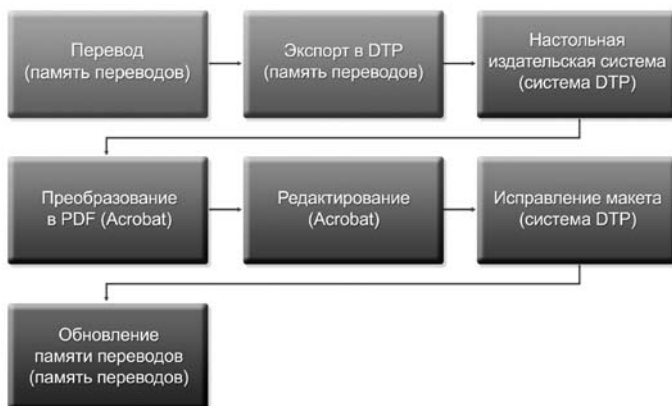 Перевод
(память переводов)
Экспорт в DTP
(память переводов)
Настольная
издательская система
(система DTP)
Преобразование
в PDF (Acrobat)
Редактирование
(Acrobat)
Исправление макета
(система DTP)
Обновление
памяти переводов
(память переводов)